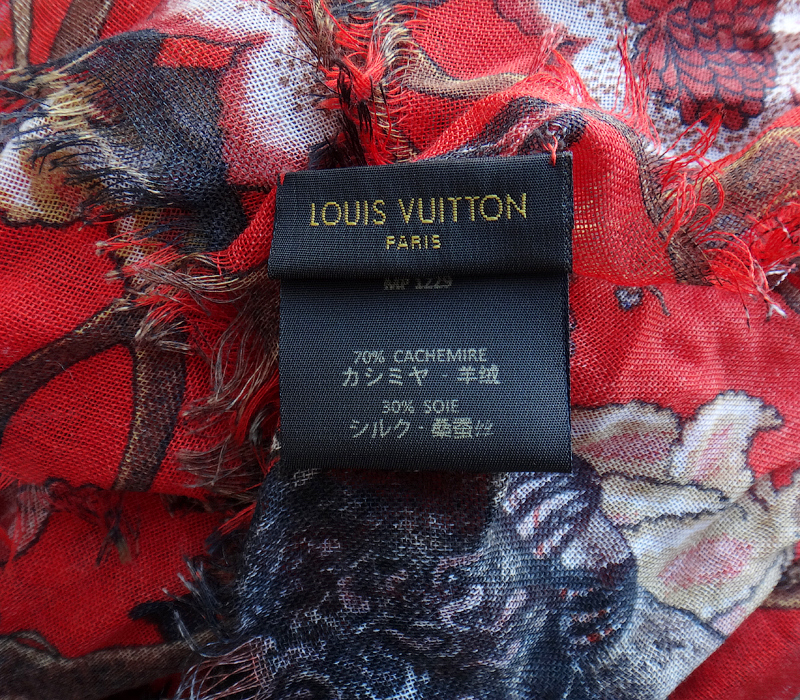 LOUIS VUITTON
PARIS
MP 1229
70% CACHEMIRE
カシミヤ・羊绒
30% SOIE
シルク・桑蚕丝